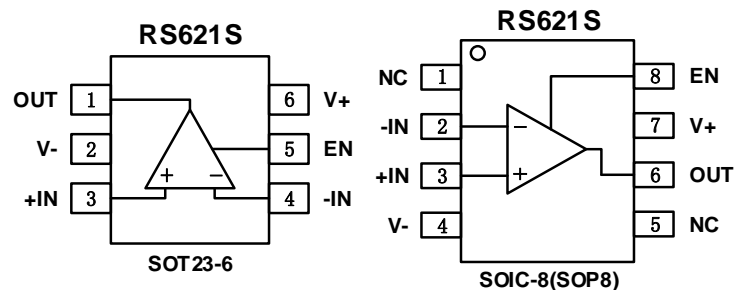 RS621S
OUT 1 6 V+
V- 2 5 EN
+IN 3 + − 4 -IN
SOT23-6
RS621S
NC 1 8 EN
-IN 2 − 7 V+
+IN 3 + 6 OUT
V- 4 5 NC
SOIC-8(SOP8)